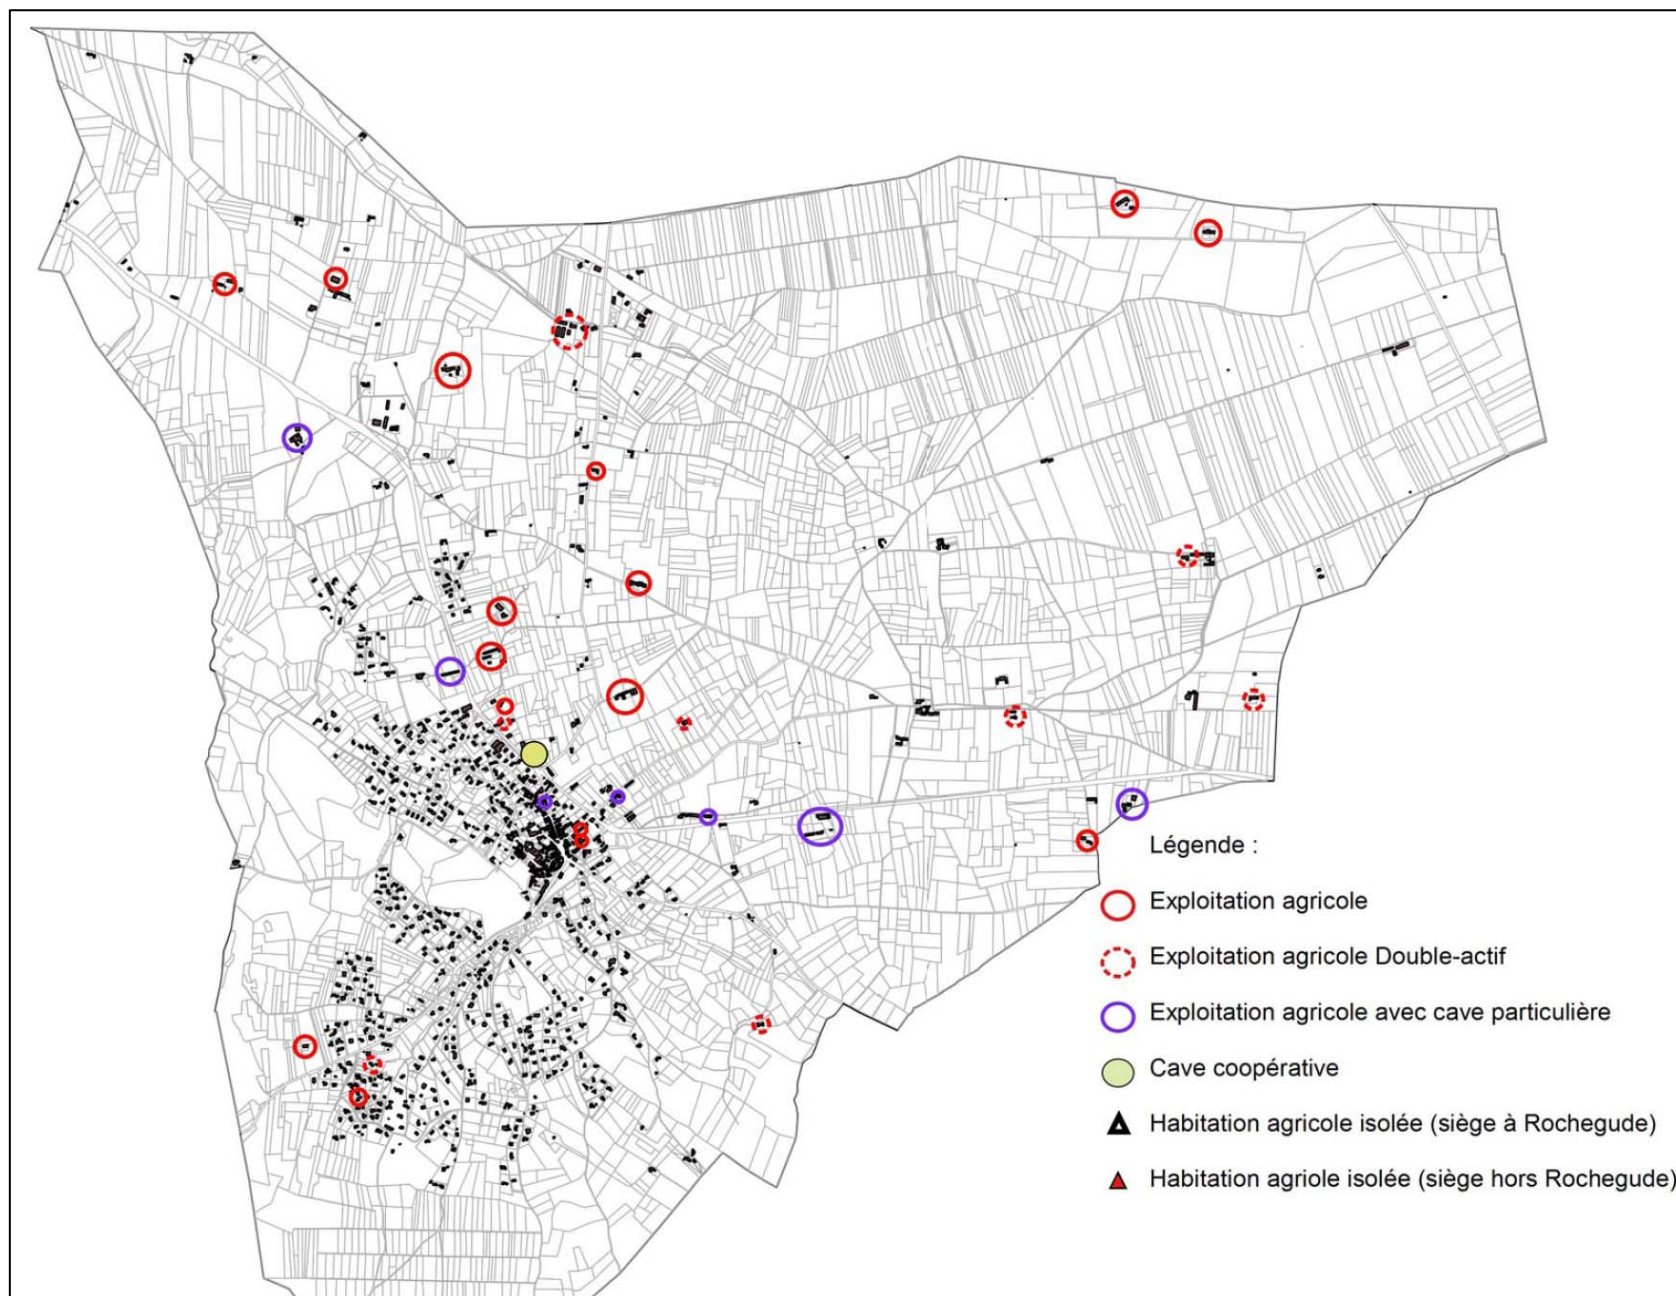 Légende :
Exploitation agricole
Exploitation agricole Double-actif
Exploitation agricole avec cave particulière
Cave coopérative
Habitation agricole isolée (siège à Rochegude)
Habitation agriole isolée (siège hors Rochegude)